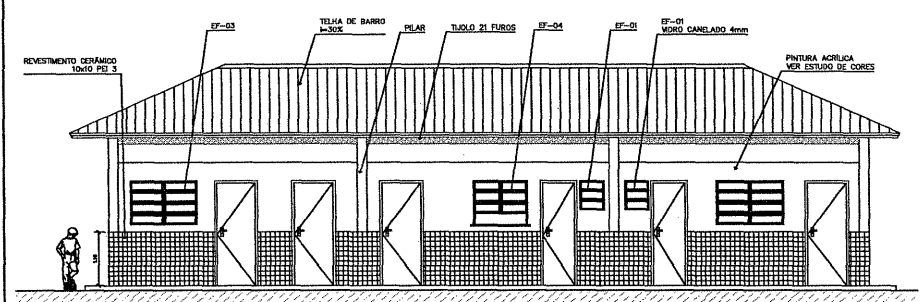 EF-03
TELHA DE BARRO
i=30%
PILAR
TIJOLO 21 FUROS
EF-04
EF-01
EF-01
VIDRO CANELADO 4mm
REVESTIMENTO CERÂMICO
10x10 PEI 3
PINTURA ACRÍLICA
VER ESTUDO DE CORES